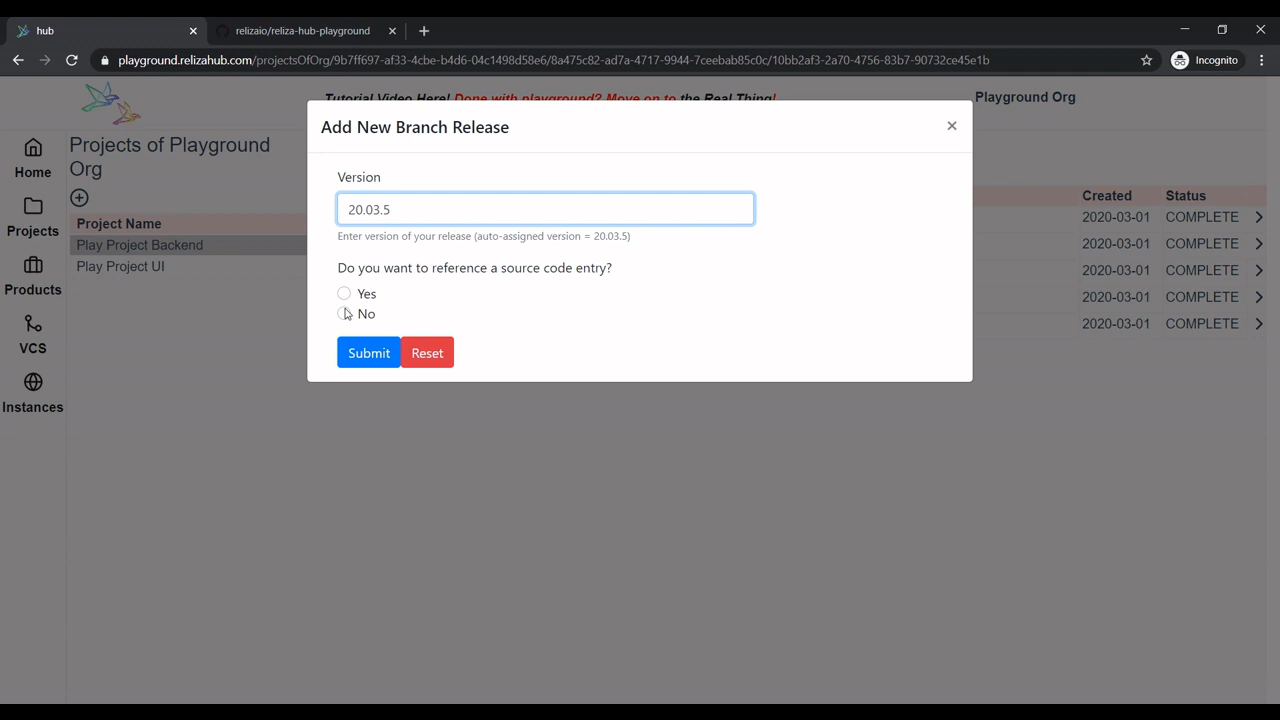 hub
relizaio/reliza-hub-playground
playground.relizahub.com/projectsOfOrg/9b7ff697-af33-4cbe-b4d6-04c1498d58e6/8a475c82-ad7a-4717-9944-7ceebab85c0c/10bb2af3-2a70-4756-83b7-90732ce45e1b
Incognito
Tutorial Video Here! Done with playground? Move on to the Real Thing!
Playground Org
Home
Projects
Products
VCS
Instances
Projects of Playground
Org
Project Name
Play Project Backend
Play Project UI
Add New Branch Release
×
Version
20.03.5
Enter version of your release (auto-assigned version = 20.03.5)
Do you want to reference a source code entry?
Yes
No
Submit Reset
Created Status
2020-03-01 COMPLETE
2020-03-01 COMPLETE
2020-03-01 COMPLETE
2020-03-01 COMPLETE
2020-03-01 COMPLETE